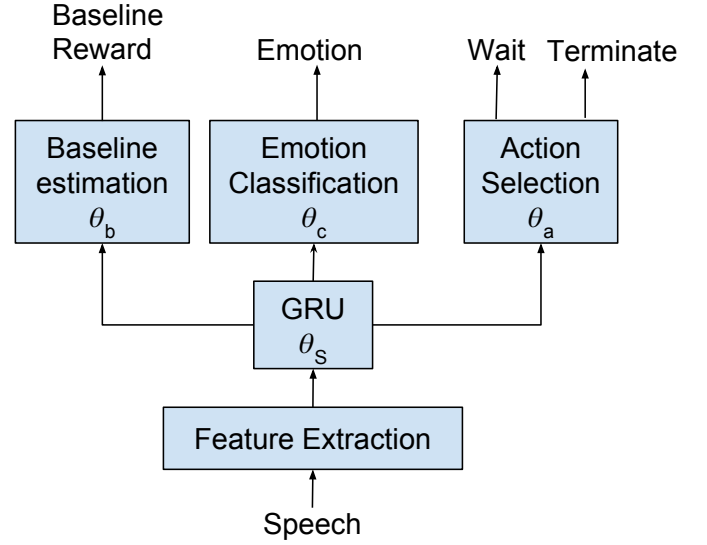 Baseline
Reward
Emotion
Wait
Terminate
Baseline
estimation
θb
Emotion
Classification
θc
Action
Selection
θa
GRU
θS
Feature Extraction
Speech